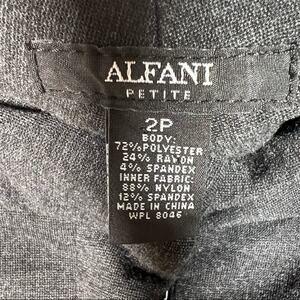 ALFANI
PETITE
2P
BODY:
72%POLYESTER
24% RAYON
4% SPANDEX
INNER FABRIC:
88% NYLON
12% SPANDEX
MADE IN CHINA
WPL 8046